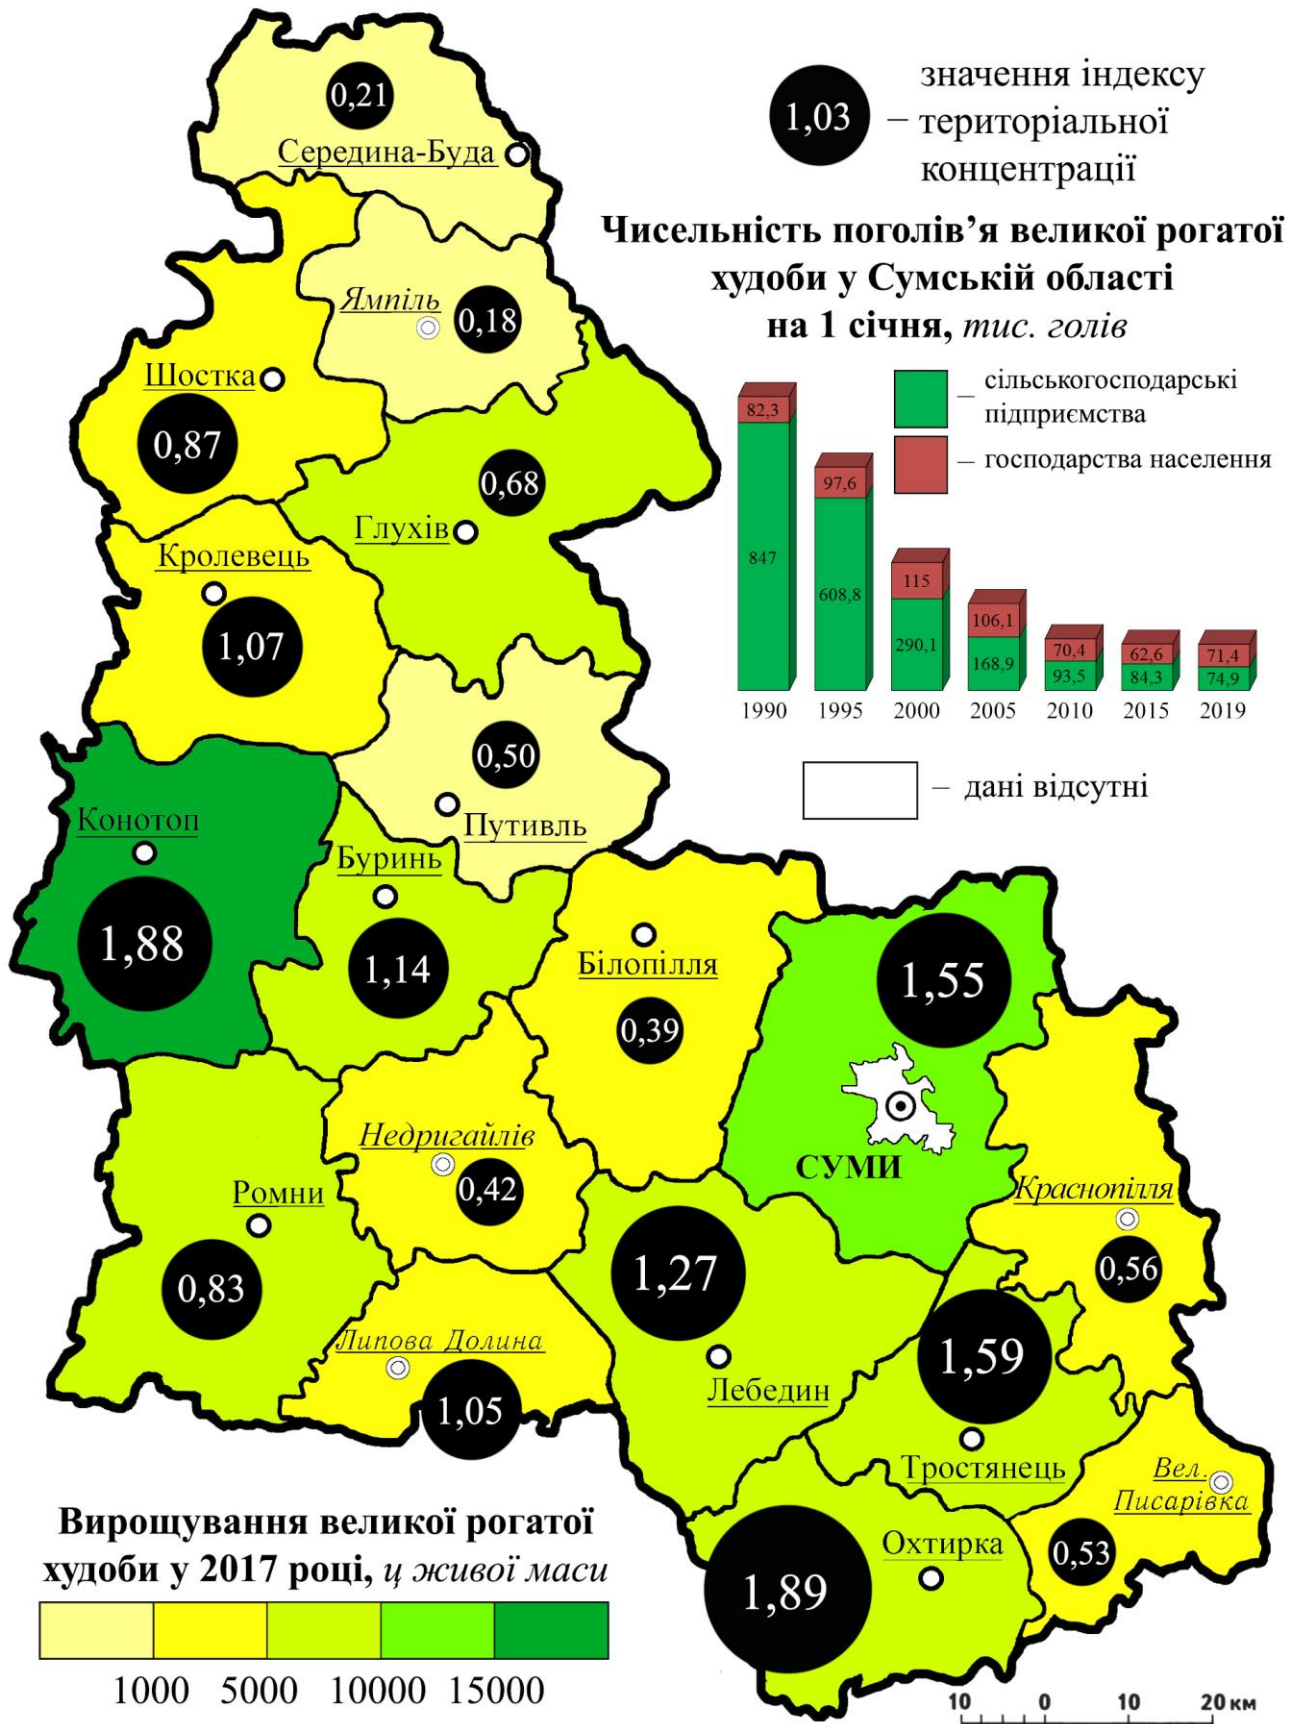 0,21
Середина-Буда
1,03
– значення індексу
територіальної
концентрації
Чисельність поголів’я великої рогатої
худоби у Сумській області
на 1 січня, тис. голів
– сільськогосподарські
підприємства
– господарства населення
82,3
847
97,6
608,8
115
290,1
106,1
168,9
70,4
93,5
62,6
84,3
71,4
74,9
1990 1995 2000 2005 2010 2015 2019
– дані відсутні
Ямпіль
0,18
Шостка
0,87
0,68
Глухів
Кролевець
1,07
0,50
Путивль
Конотоп
1,88
Буринь
1,14
Білопілля
0,39
1,55
СУМИ
Недригайлів
0,42
Краснопілля
0,56
Ромни
0,83
1,27
Лебедин
Липова Долина
1,05
1,59
Тростянець
Вел.
Писарівка
0,53
Охтирка
1,89
Вирощування великої рогатої
худоби у 2017 році, ц живої маси
1000 5000 10000 15000
10 0 10 20 км